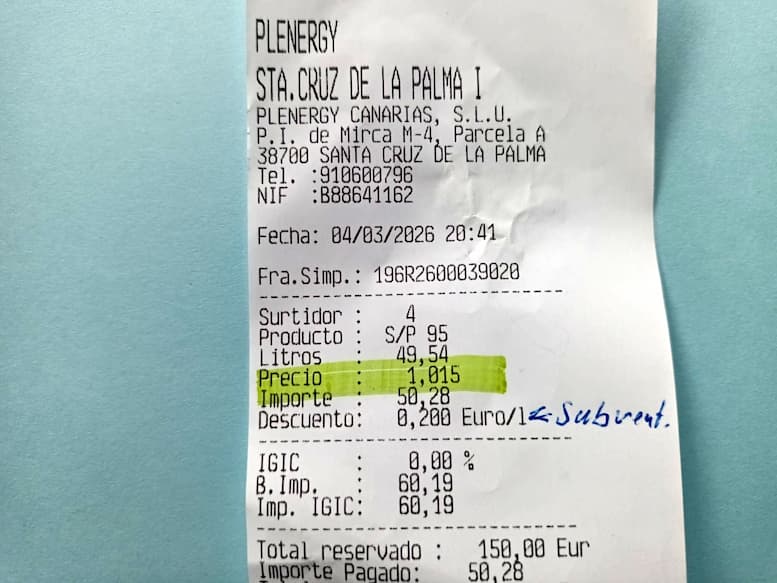 PLENERGY
STA.CRUZ DE LA PALMA I
PLENERGY CANARIAS, S.L.U.
P.I. de Mirca M-4, Parcela A
38700 SANTA CRUZ DE LA PALMA
Tel. :910600796
NIF :B88641162
Fecha: 04/03/2026 20:41
Fra.Simp.: 196R2600039020
Surtidor : 4
Producto : S/P 95
Litros : 49,54
Precio : 1,015
Importe : 50,28
Descuento: 0,200 Euro/l ← Subvent.
IGIC : 0,00 %
B.Imp. : 60,19
Imp. IGIC: 60,19
Total reservado : 150,00 Eur
Importe Pagado: 50,28